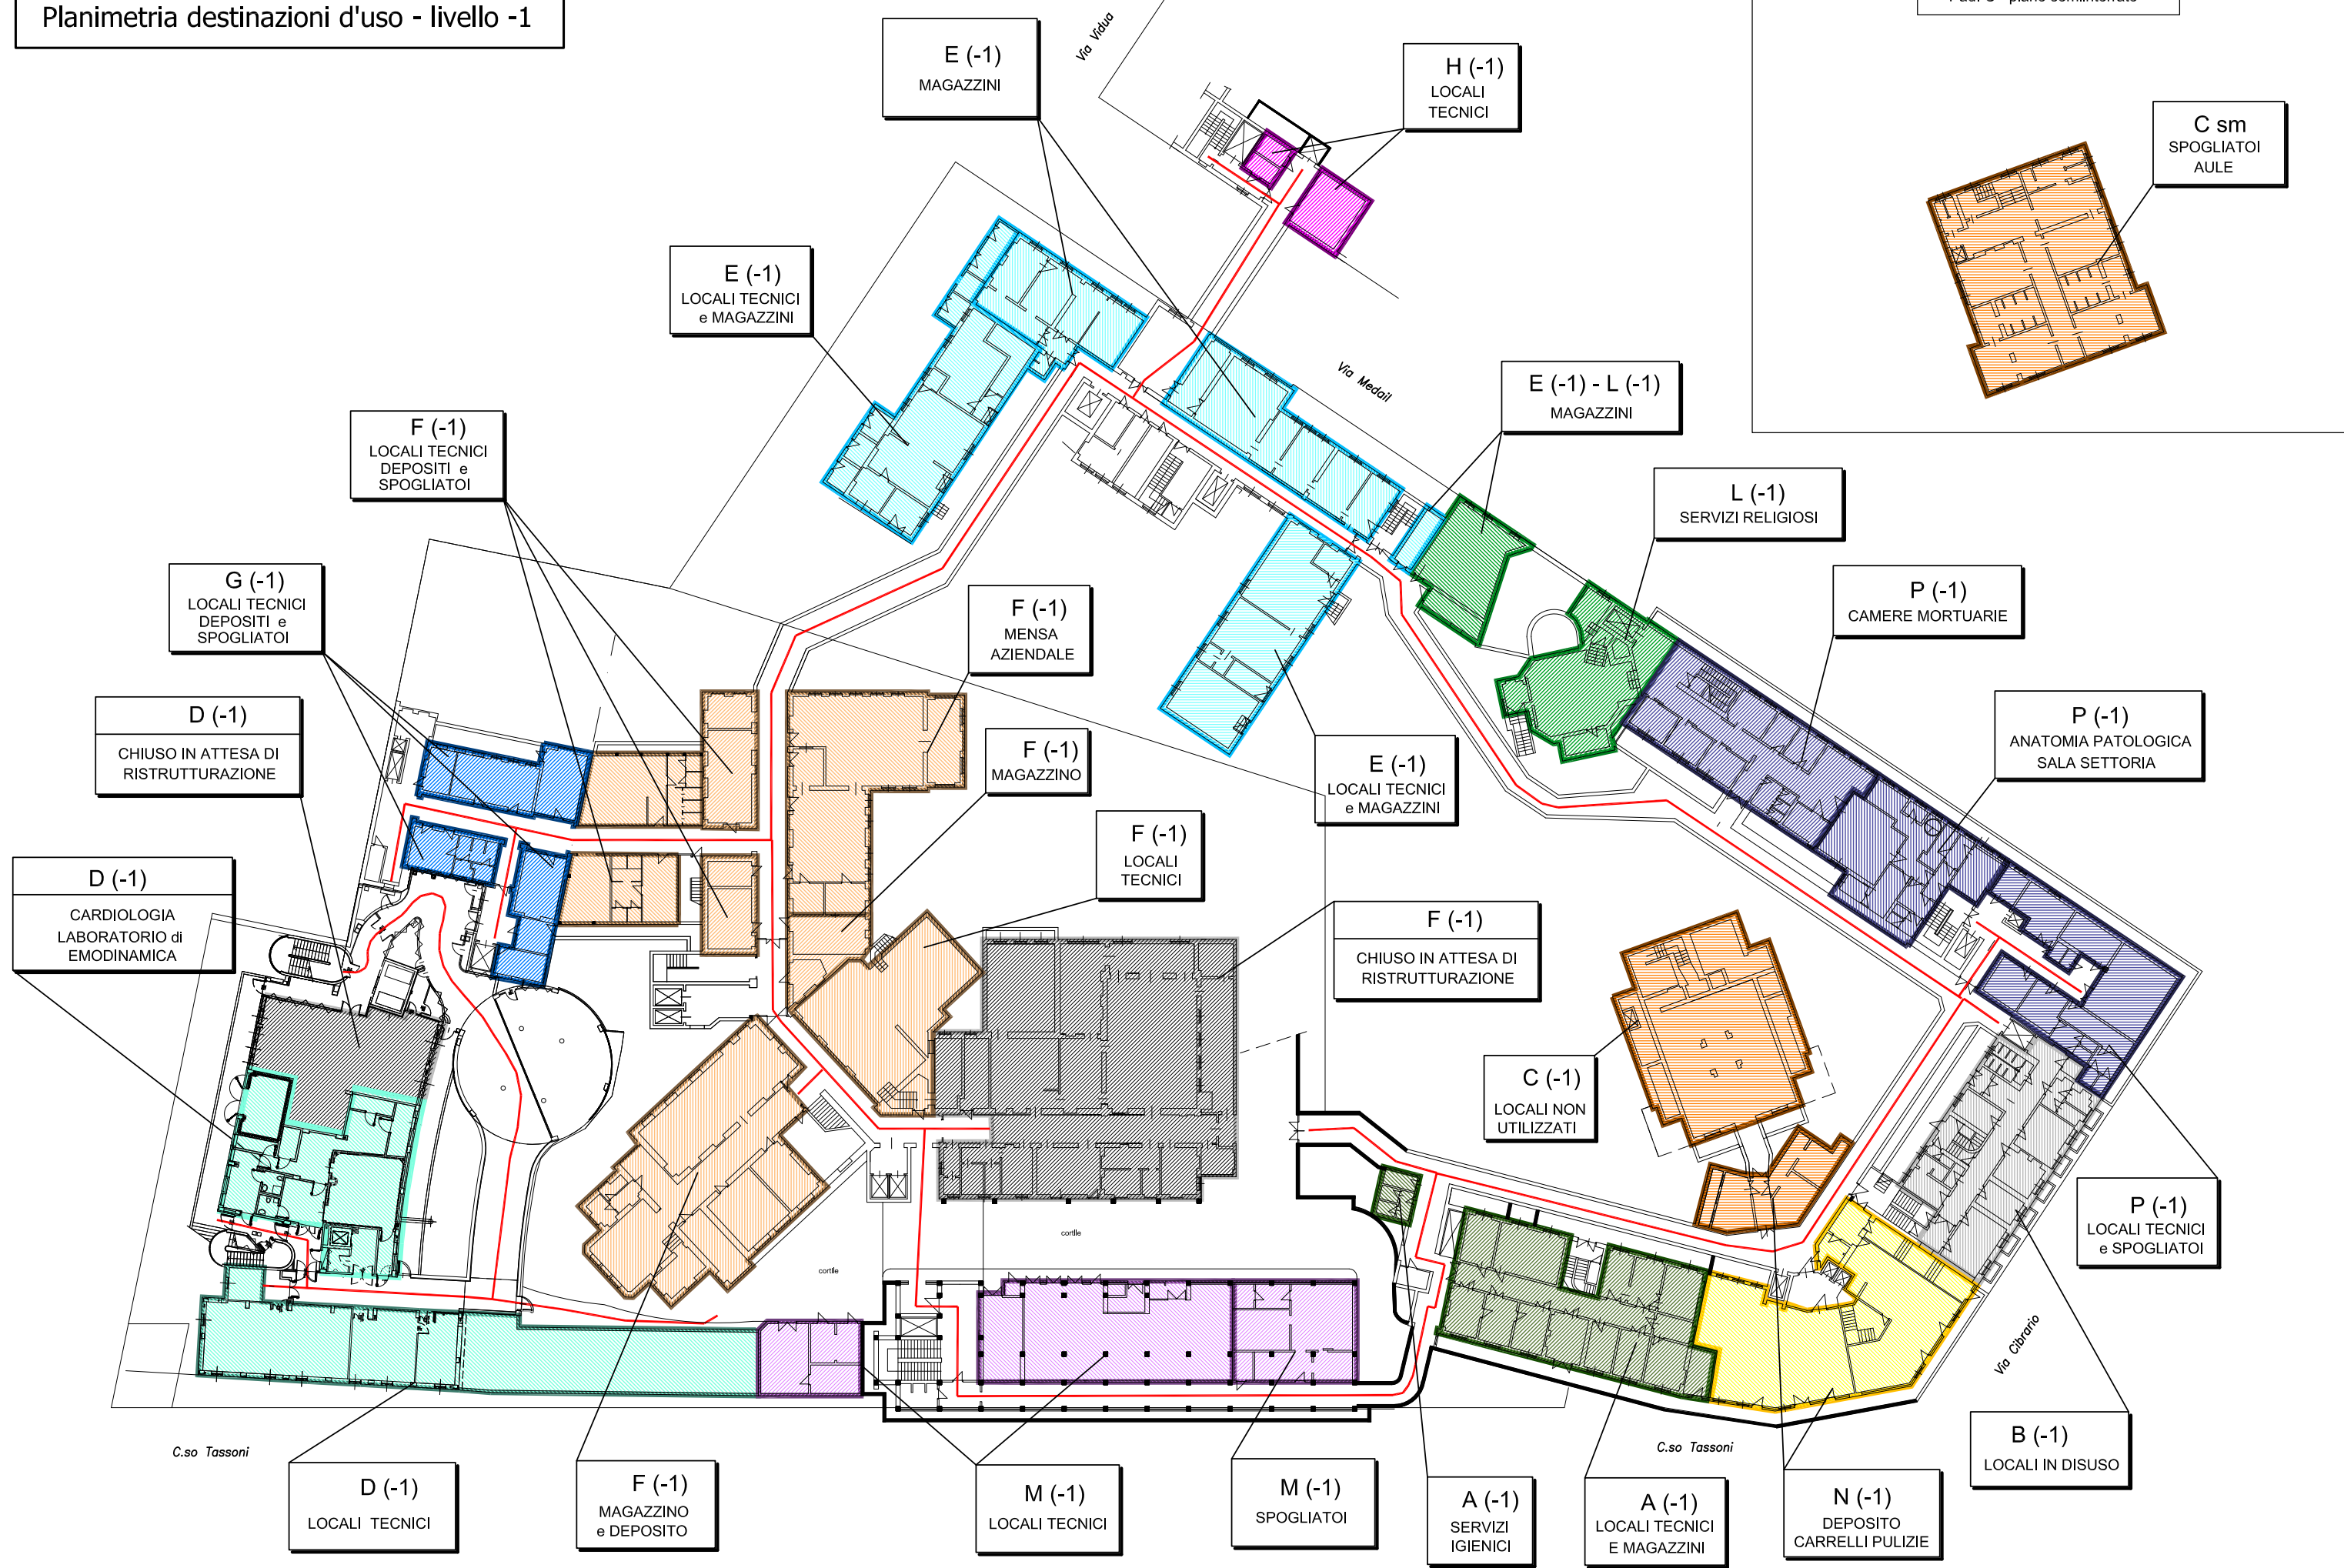 Planimetria destinazioni d'uso - livello -1
Via Vidua
E (-1)
MAGAZZINI
H (-1)
LOCALI
TECNICI
C sm
SPOGLIATOI
AULE
E (-1)
LOCALI TECNICI
e MAGAZZINI
Via Medail
E (-1) - L (-1)
MAGAZZINI
F (-1)
LOCALI TECNICI
DEPOSITI e
SPOGLIATOI
L (-1)
SERVIZI RELIGIOSI
G (-1)
LOCALI TECNICI
DEPOSITI e
SPOGLIATOI
F (-1)
MENSA
AZIENDALE
P (-1)
CAMERE MORTUARIE
D (-1)
CHIUSO IN ATTESA DI
RISTRUTTURAZIONE
F (-1)
MAGAZZINO
E (-1)
LOCALI TECNICI
e MAGAZZINI
P (-1)
ANATOMIA PATOLOGICA
SALA SETTORIA
D (-1)
CARDIOLOGIA
LABORATORIO di
EMODINAMICA
F (-1)
LOCALI
TECNICI
F (-1)
CHIUSO IN ATTESA DI
RISTRUTTURAZIONE
C (-1)
LOCALI NON
UTILIZZATI
P (-1)
LOCALI TECNICI
e SPOGLIATOI
cortile
cortile
Via Cibrario
C.so Tassoni
C.so Tassoni
D (-1)
LOCALI TECNICI
F (-1)
MAGAZZINO
e DEPOSITO
M (-1)
LOCALI TECNICI
M (-1)
SPOGLIATOI
A (-1)
SERVIZI
IGIENICI
A (-1)
LOCALI TECNICI
E MAGAZZINI
N (-1)
DEPOSITO
CARRELLI PULIZIE
B (-1)
LOCALI IN DISUSO